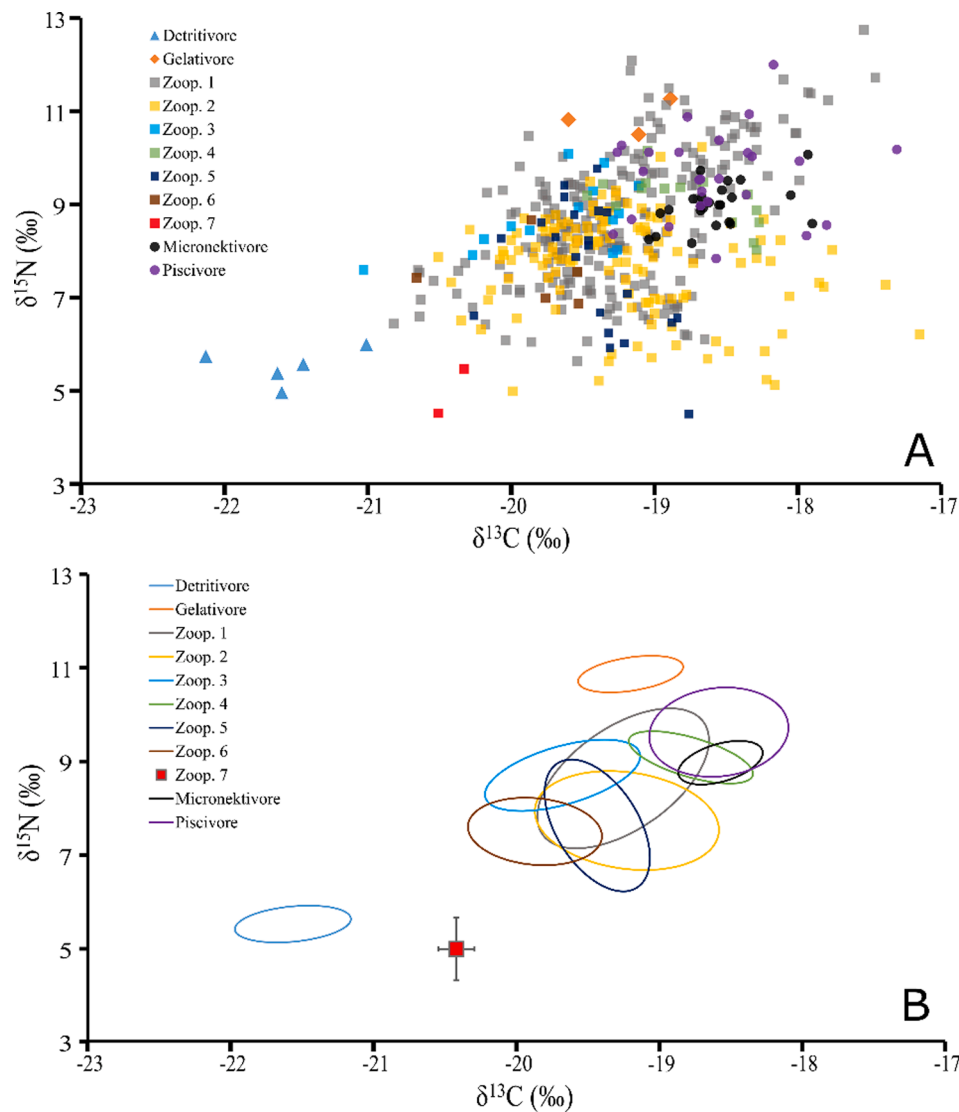 13
11
9
7
5
3
δ¹⁵N (‰)
Detritivore
Gelativore
Zoop. 1
Zoop. 2
Zoop. 3
Zoop. 4
Zoop. 5
Zoop. 6
Zoop. 7
Micronektivore
Piscivore
A
-23 -22 -21 -20 -19 -18 -17
δ¹³C (‰)
13
11
9
7
5
3
δ¹⁵N (‰)
Detritivore
Gelativore
Zoop. 1
Zoop. 2
Zoop. 3
Zoop. 4
Zoop. 5
Zoop. 6
Zoop. 7
Micronektivore
Piscivore
B
-23 -22 -21 -20 -19 -18 -17
δ¹³C (‰)